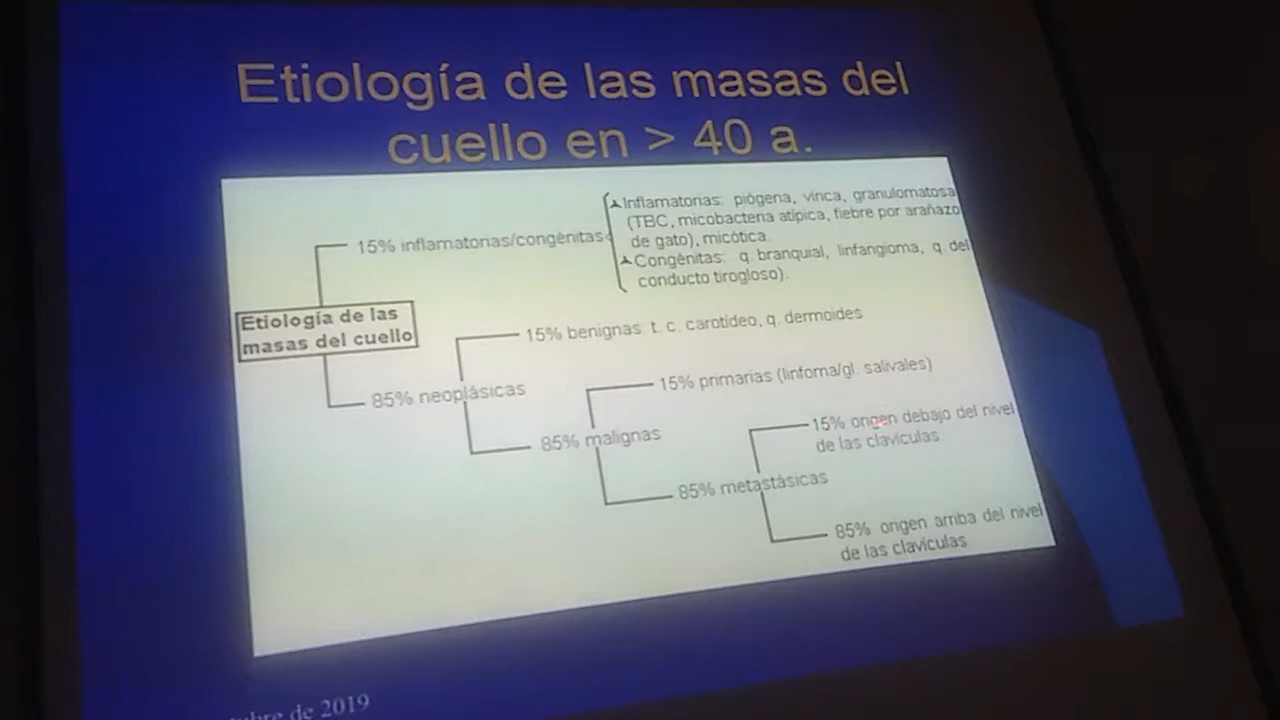 Etiología de las masas del
cuello en > 40 a.
15% inflamatorias/congénitas
Inflamatorias: piógena, vírica, granulomatosa
(TBC, micobacteria atípica, fiebre por arañazo
de gato), micótica.
Congénitas: q. branquial, linfangioma, q. del
conducto tirogloso).
Etiología de las
masas del cuello
15% benignas: t. c. carotídeo, q. dermoides
85% neoplásicas
15% primarias (linfoma/gl. salivales)
85% malignas
15% origen debajo del nivel
de las clavículas
85% metastásicas
85% origen arriba del nivel
de las clavículas.
de 2019